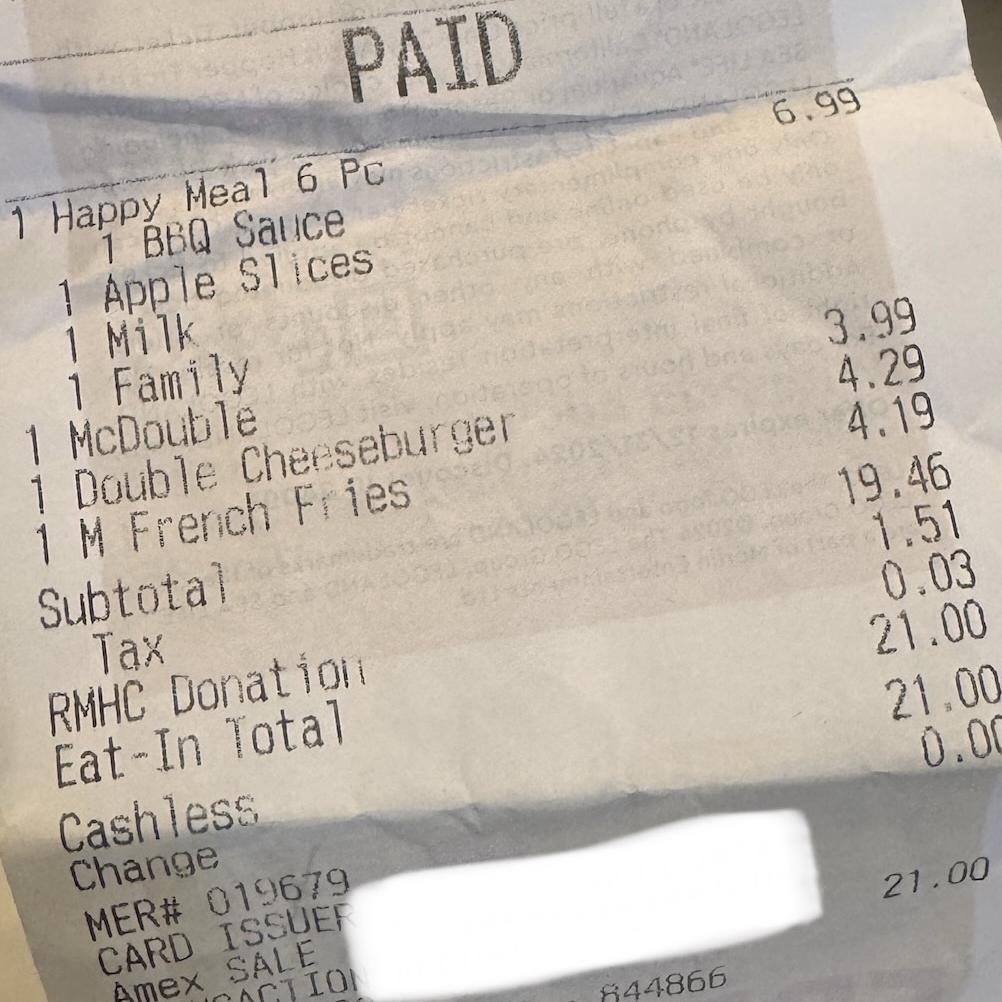 PAID
1 Happy Meal 6 Pc 6.99
1 BBQ Sauce
1 Apple Slices
1 Milk
1 Family
1 McDouble 3.99
1 Double Cheeseburger 4.29
1 M French Fries 4.19
Subtotal 19.46
Tax 1.51
RMHC Donation 0.03
Eat-In Total 21.00
Cashless 21.00
Change 0.00
MER# 019679
CARD ISSUER
Amex SALE 21.00
844866